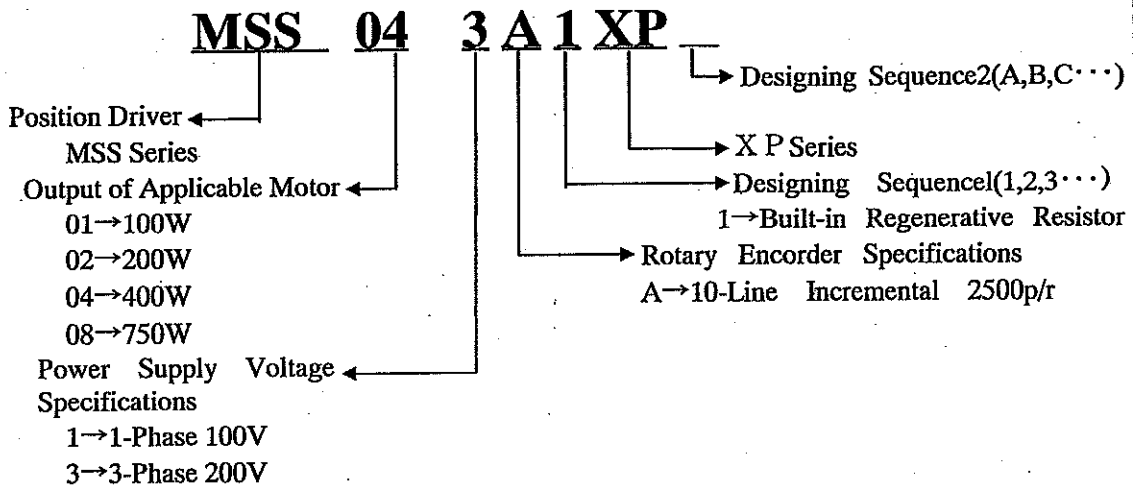 MSS 04 3 A 1 XP _
Designing Sequence2(A,B,C···)
Position Driver
MSS Series
X P Series
Output of Applicable Motor
Designing Sequencel(1,2,3···)
01→100W
1→Built-in Regenerative Resistor
02→200W
Rotary Encorder Specifications
04→400W
A→10-Line Incremental 2500p/r
08→750W
Power Supply Voltage
Specifications
1→1-Phase 100V
3→3-Phase 200V